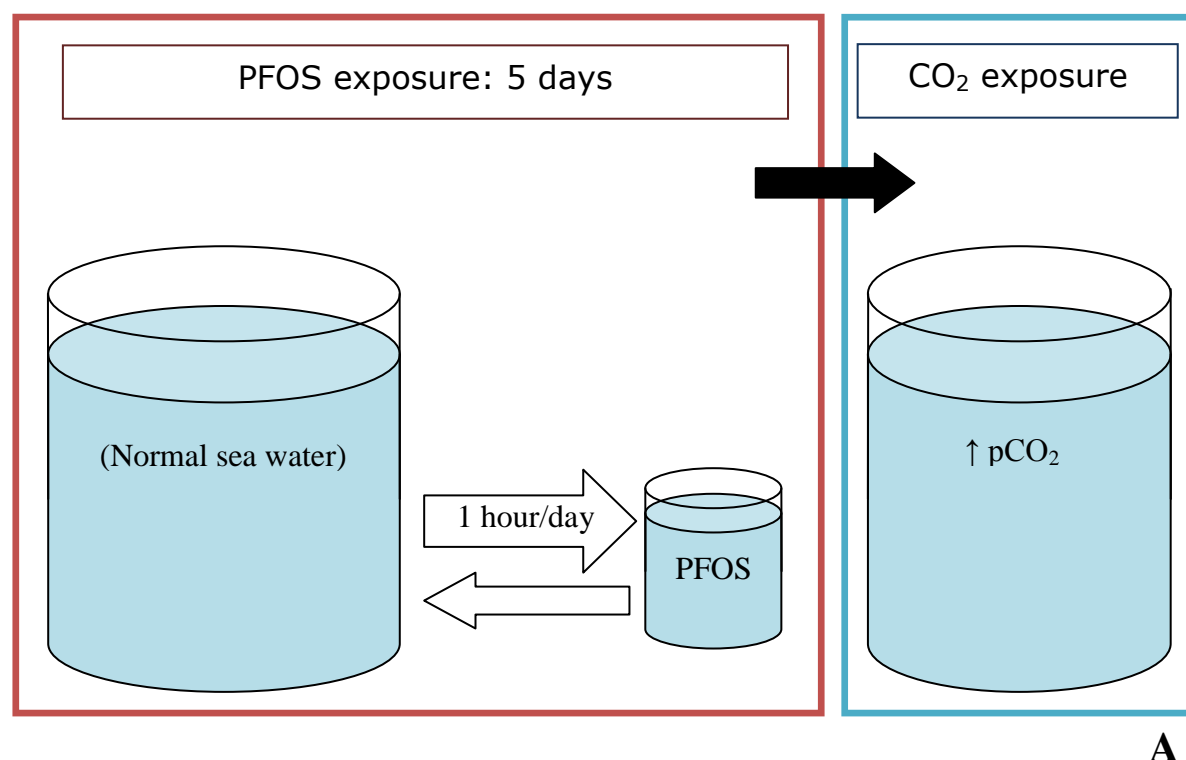 PFOS exposure: 5 days
CO₂ exposure
(Normal sea water)
1 hour/day
PFOS
↑ pCO₂
A